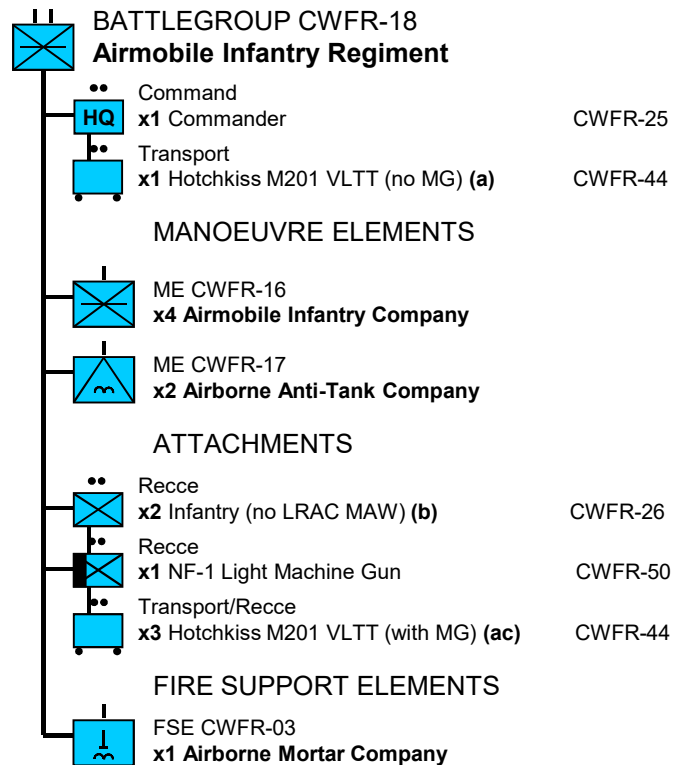 BATTLEGROUP CWFR-18
Airmobile Infantry Regiment
Command
HQ x1 Commander CWFR-25
Transport
x1 Hotchkiss M201 VLTT (no MG) (a) CWFR-44
MANOEUVRE ELEMENTS
ME CWFR-16
x4 Airmobile Infantry Company
ME CWFR-17
x2 Airborne Anti-Tank Company
ATTACHMENTS
Recce
x2 Infantry (no LRAC MAW) (b) CWFR-26
Recce
x1 NF-1 Light Machine Gun CWFR-50
Transport/Recce
x3 Hotchkiss M201 VLTT (with MG) (ac) CWFR-44
FIRE SUPPORT ELEMENTS
FSE CWFR-03
x1 Airborne Mortar Company